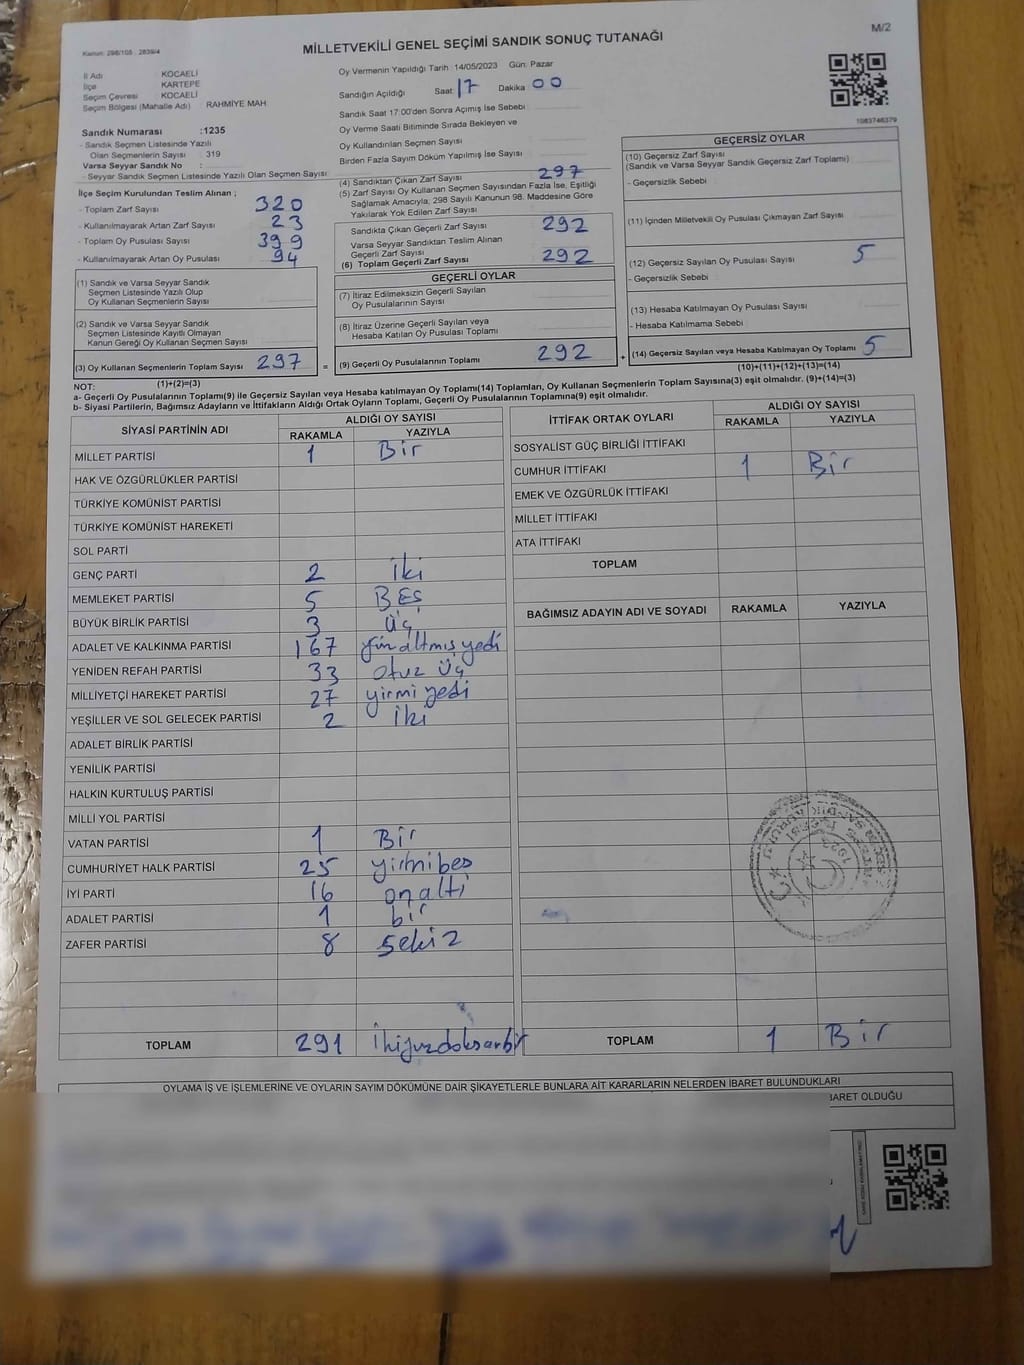 M/2
Kanun: 298/105 . 2839/4
MİLLETVEKİLİ GENEL SEÇİMİ SANDIK SONUÇ TUTANAĞI
İl Adı : KOCAELİ
İlçe : KARTEPE
Seçim Çevresi : KOCAELİ
Seçim Bölgesi (Mahalle Adı) : RAHMİYE MAH
Oy Vermenin Yapıldığı Tarih :14/05/2023 Gün: Pazar
Sandığın Açıldığı Saat 17 Dakika 00
Sandık Saat 17:00'den Sonra Açımış İse Sebebi :
Oy Verme Saati Bitiminde Sırada Bekleyen ve
Oy Kullandırılan Seçmen Sayısı
Birden Fazla Sayım Döküm Yapılmış İse Sayısı :
1083746379
Sandık Numarası :1235
- Sandık Seçmen Listesinde Yazılı
Olan Seçmenlerin Sayısı : 319
Varsa Seyyar Sandık No :
- Seyyar Sandık Seçmen Listesinde Yazılı Olan Seçmen Sayısı
İlçe Seçim Kurulundan Teslim Alınan ;
- Toplam Zarf Sayısı 320
- Kullanılmayarak Artan Zarf Sayısı 23
- Toplam Oy Pusulası Sayısı 399
- Kullanılmayarak Artan Oy Pusulası 94
(1) Sandık ve Varsa Seyyar Sandık
Seçmen Listesinde Yazılı Olup
Oy Kullanan Seçmenlerin Sayısı
(2) Sandık ve Varsa Seyyar Sandık
Seçmen Listesinde Kayıtlı Olmayan
Kanun Gereği Oy Kullanan Seçmen Sayısı
(3) Oy Kullanan Seçmenlerin Toplam Sayısı 297 =
(1)+(2)=(3)
(4) Sandıktan Çıkan Zarf Sayısı 297
(5) Zarf Sayısı Oy Kullanan Seçmen Sayısından Fazla İse, Eşitliği
Sağlamak Amacıyla, 298 Sayılı Kanunun 98. Maddesine Göre
Yakılarak Yok Edilen Zarf Sayısı
Sandıkta Çıkan Geçerli Zarf Sayısı 292
Varsa Seyyar Sandıktan Teslim Alınan
Geçerli Zarf Sayısı
(6) Toplam Geçerli Zarf Sayısı 292
GEÇERLİ OYLAR
(7) İtiraz Edilmeksizin Geçerli Sayılan
Oy Pusulalarının Sayısı
(8) İtiraz Üzerine Geçerli Sayılan veya
Hesaba Katılan Oy Pusulası Toplamı
(9) Geçerli Oy Pusulalarının Toplamı 292 +
GEÇERSİZ OYLAR
(10) Geçersiz Zarf Sayısı
(Sandık ve Varsa Seyyar Sandık Geçersiz Zarf Toplamı)
- Geçersizlik Sebebi
(11) İçinden Milletvekili Oy Pusulası Çıkmayan Zarf Sayısı
(12) Geçersiz Sayılan Oy Pusulası Sayısı 5
- Geçersizlik Sebebi
(13) Hesaba Katılmayan Oy Pusulası Sayısı
- Hesaba Katılmama Sebebi
(14) Geçersiz Sayılan veya Hesaba Katılmayan Oy Toplamı 5
(10)+(11)+(12)+(13)=(14)
NOT:
a- Geçerli Oy Pusulalarının Toplamı(9) ile Geçersiz Sayılan veya Hesaba katılmayan Oy Toplamı(14) Toplamları, Oy Kullanan Seçmenlerin Toplam Sayısına(3) eşit olmalıdır. (9)+(14)=(3)
b- Siyasi Partilerin, Bağımsız Adayların ve İttifakların Aldığı Ortak Oyların Toplamı, Geçerli Oy Pusulalarının Toplamına(9) eşit olmalıdır.
SİYASİ PARTİNİN ADI ALDIĞI OY SAYISI
RAKAMLA YAZIYLA
MİLLET PARTİSİ 1 Bir
HAK VE ÖZGÜRLÜKLER PARTİSİ
TÜRKİYE KOMÜNİST PARTİSİ
TÜRKİYE KOMÜNİST HAREKETİ
SOL PARTİ
GENÇ PARTİ 2 iki
MEMLEKET PARTİSİ 5 BEŞ
BÜYÜK BİRLİK PARTİSİ 3 üç
ADALET VE KALKINMA PARTİSİ 167 yüzaltmışyedi
YENİDEN REFAH PARTİSİ 33 otuz üç
MİLLİYETÇİ HAREKET PARTİSİ 27 yirmi yedi
YEŞİLLER VE SOL GELECEK PARTİSİ 2 iki
ADALET BİRLİK PARTİSİ
YENİLİK PARTİSİ
HALKIN KURTULUŞ PARTİSİ
MİLLİ YOL PARTİSİ
VATAN PARTİSİ 1 Bir
CUMHURİYET HALK PARTİSİ 25 yirmibeş
İYİ PARTİ 16 onaltı
ADALET PARTİSİ 1 bir
ZAFER PARTİSİ 8 sekiz
TOPLAM 291 ikiyüzdoksanbir
İTTİFAK ORTAK OYLARI ALDIĞI OY SAYISI
RAKAMLA YAZIYLA
SOSYALİST GÜÇ BİRLİĞİ İTTİFAKI
CUMHUR İTTİFAKI 1 Bir
EMEK VE ÖZGÜRLÜK İTTİFAKI
MİLLET İTTİFAKI
ATA İTTİFAKI
TOPLAM
BAĞIMSIZ ADAYIN ADI VE SOYADI RAKAMLA YAZIYLA
TOPLAM 1 Bir
OYLAMA İŞ VE İŞLEMLERİNE VE OYLARIN SAYIM DÖKÜMÜNE DAİR ŞİKAYETLERLE BUNLARA AİT KARARLARIN NELERDEN İBARET BULUNDUKLARI
BARET OLDUĞU